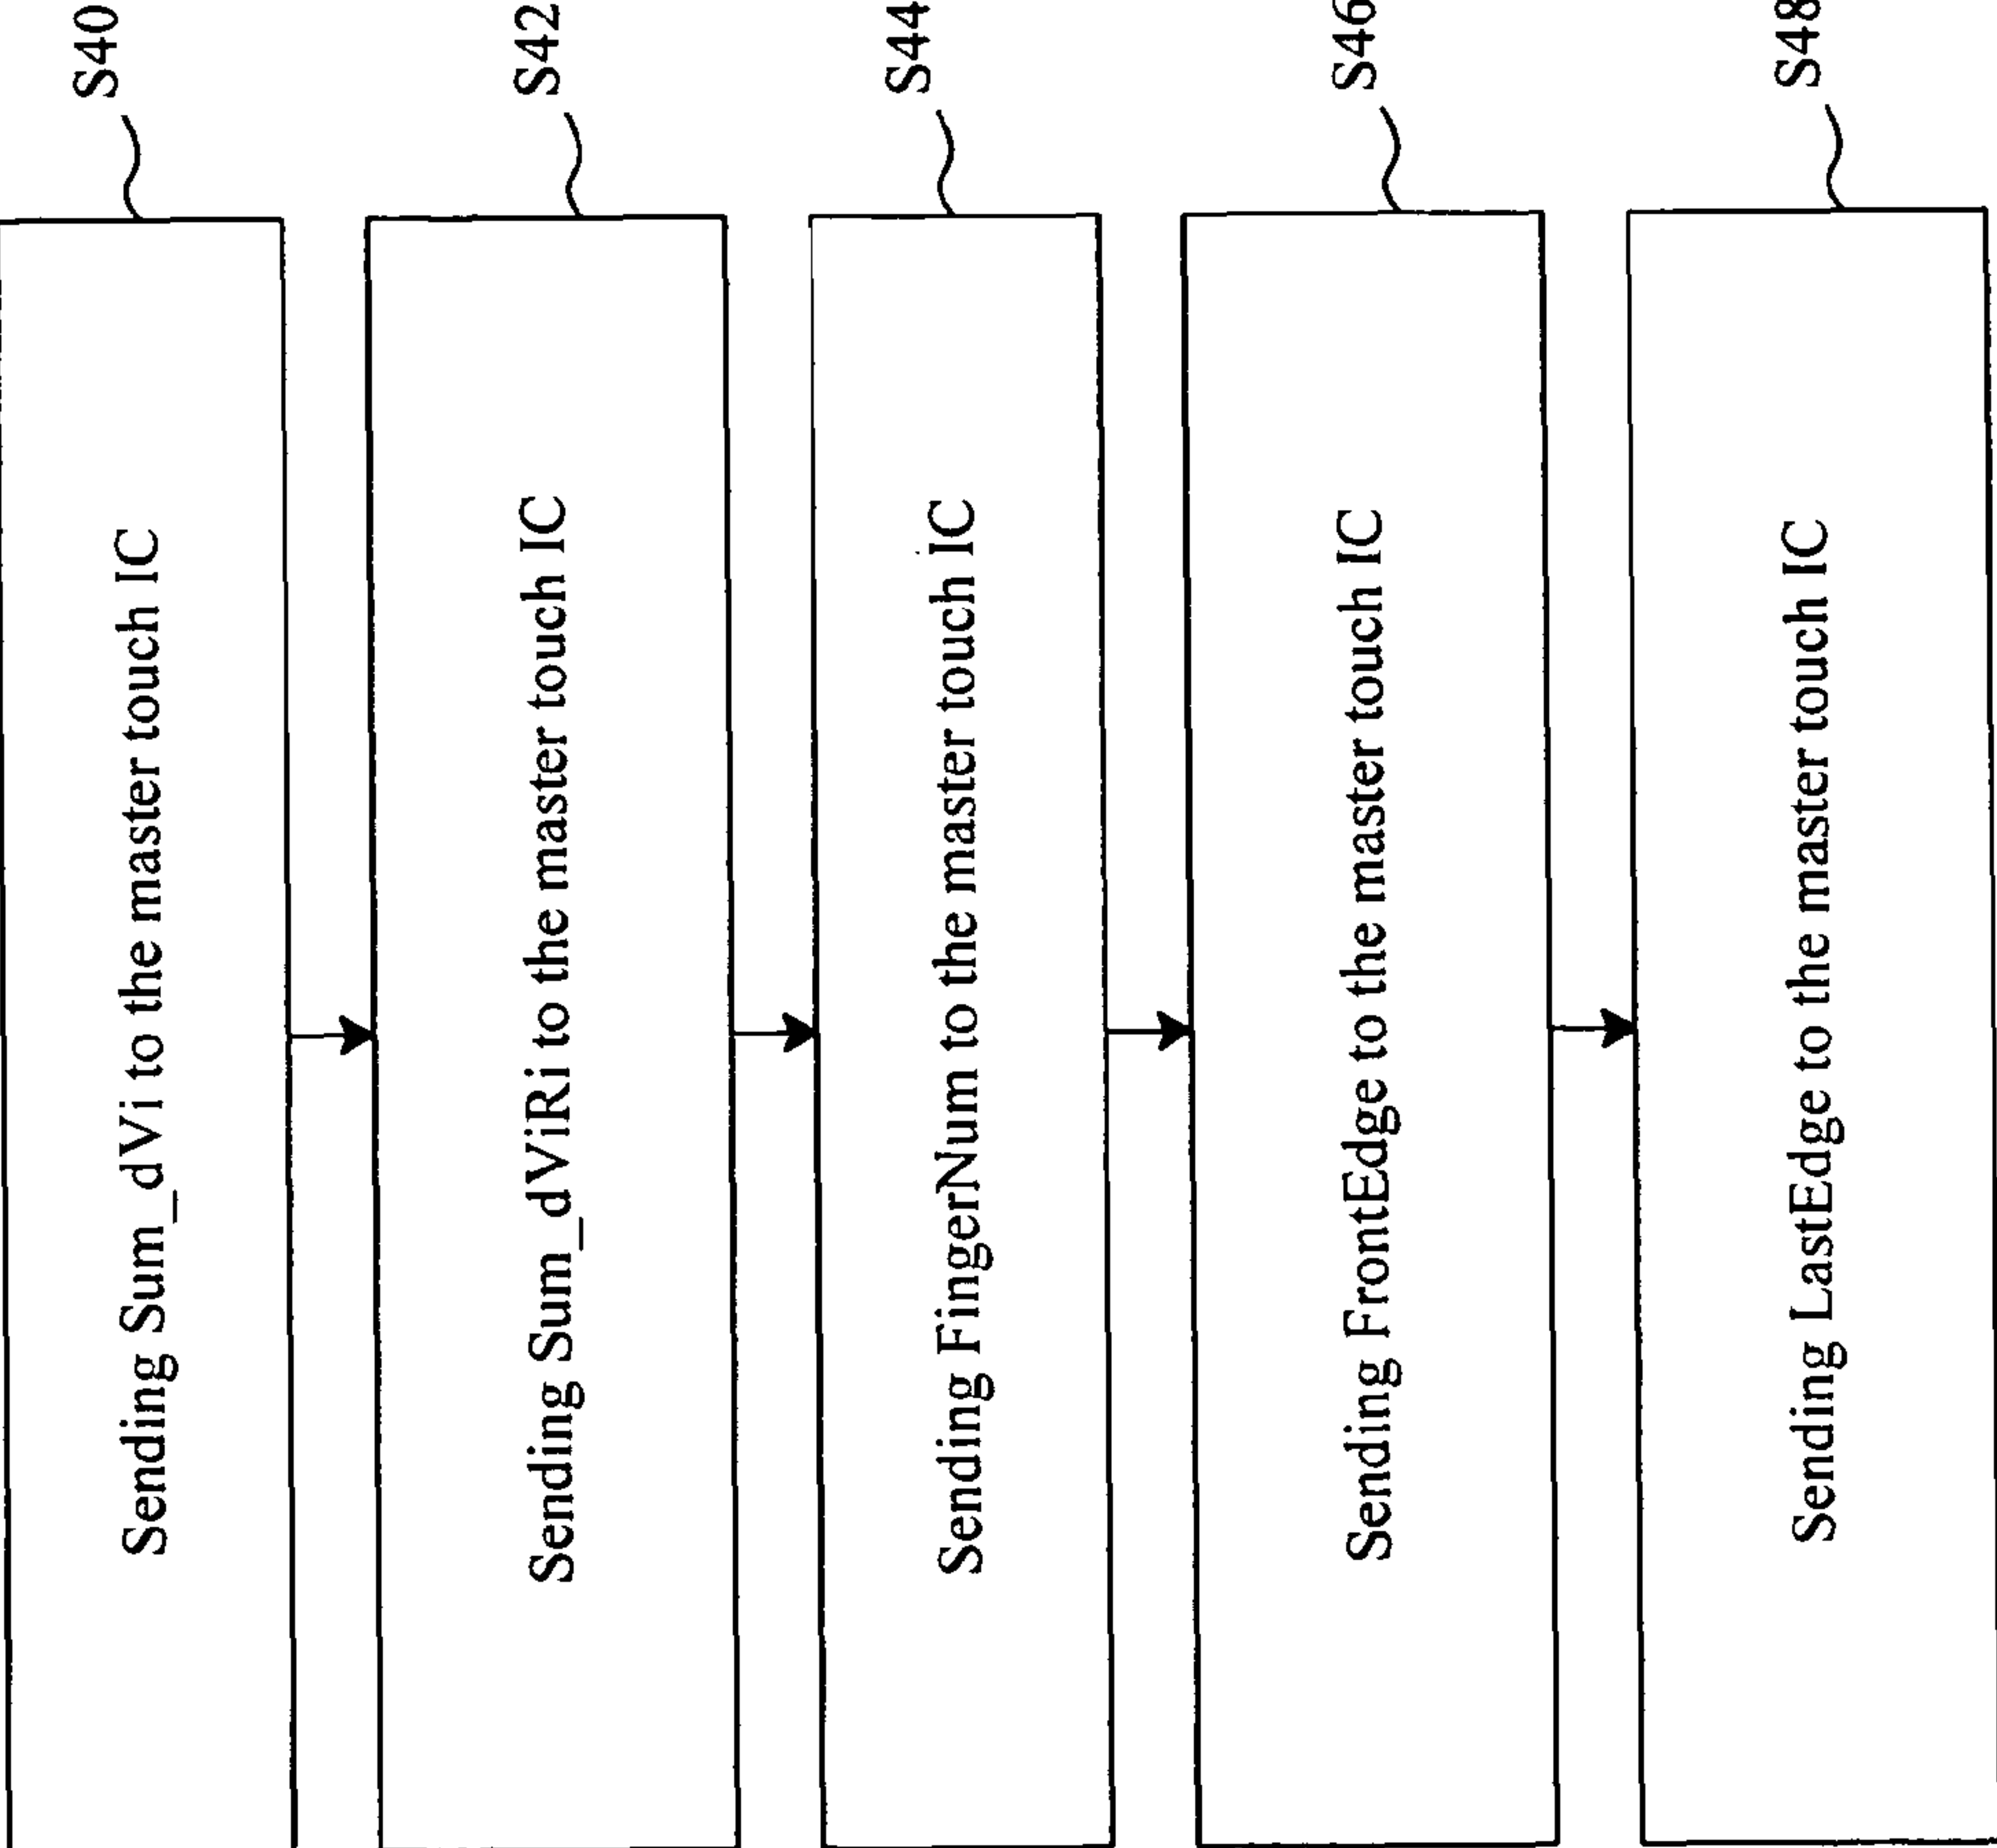 Sending Sum_dVi to the master touch IC
S40
Sending Sum_dViRi to the master touch IC
S42
Sending FingerNum to the master touch IC
S44
Sending FrontEdge to the master touch IC
S46
Sending LastEdge to the master touch IC
S48